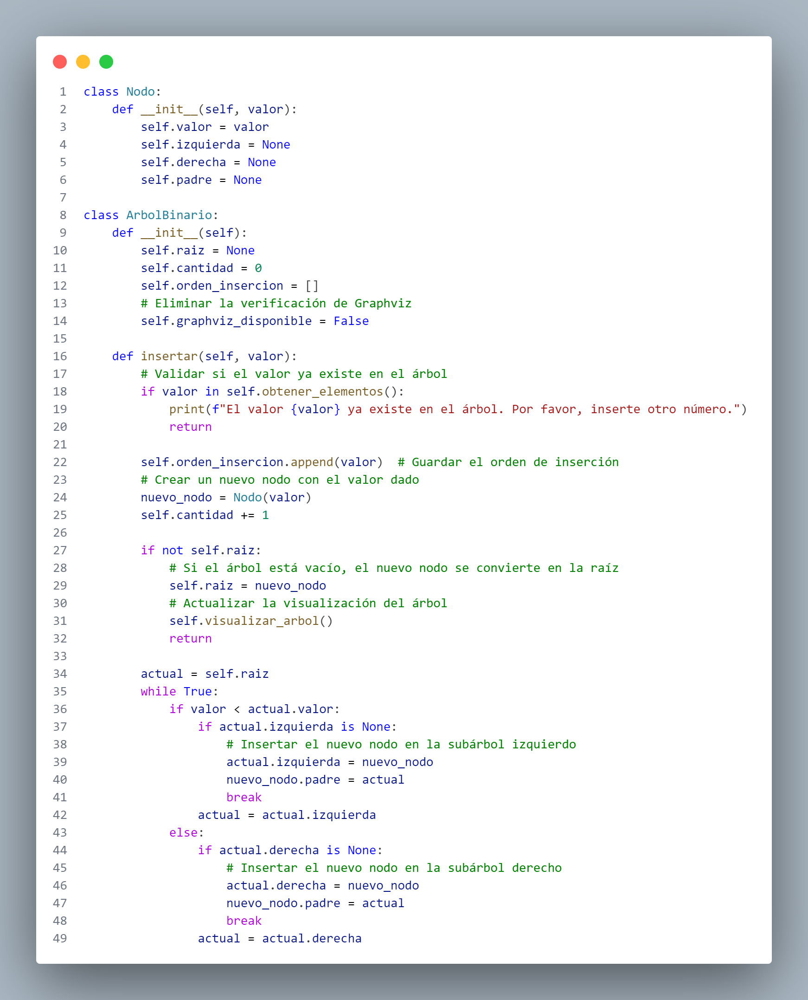 1 class Nodo:
2     def __init__(self, valor):
3         self.valor = valor
4         self.izquierda = None
5         self.derecha = None
6         self.padre = None
7
8 class ArbolBinario:
9     def __init__(self):
10         self.raiz = None
11         self.cantidad = 0
12         self.orden_insercion = []
13         # Eliminar la verificación de Graphviz
14         self.graphviz_disponible = False
15
16     def insertar(self, valor):
17         # Validar si el valor ya existe en el árbol
18         if valor in self.obtener_elementos():
19             print(f"El valor {valor} ya existe en el árbol. Por favor, inserte otro número.")
20             return
21
22         self.orden_insercion.append(valor)  # Guardar el orden de inserción
23         # Crear un nuevo nodo con el valor dado
24         nuevo_nodo = Nodo(valor)
25         self.cantidad += 1
26
27         if not self.raiz:
28             # Si el árbol está vacío, el nuevo nodo se convierte en la raíz
29             self.raiz = nuevo_nodo
30             # Actualizar la visualización del árbol
31             self.visualizar_arbol()
32             return
33
34         actual = self.raiz
35         while True:
36             if valor < actual.valor:
37                 if actual.izquierda is None:
38                     # Insertar el nuevo nodo en la subárbol izquierdo
39                     actual.izquierda = nuevo_nodo
40                     nuevo_nodo.padre = actual
41                     break
42                 actual = actual.izquierda
43             else:
44                 if actual.derecha is None:
45                     # Insertar el nuevo nodo en la subárbol derecho
46                     actual.derecha = nuevo_nodo
47                     nuevo_nodo.padre = actual
48                     break
49                 actual = actual.derecha